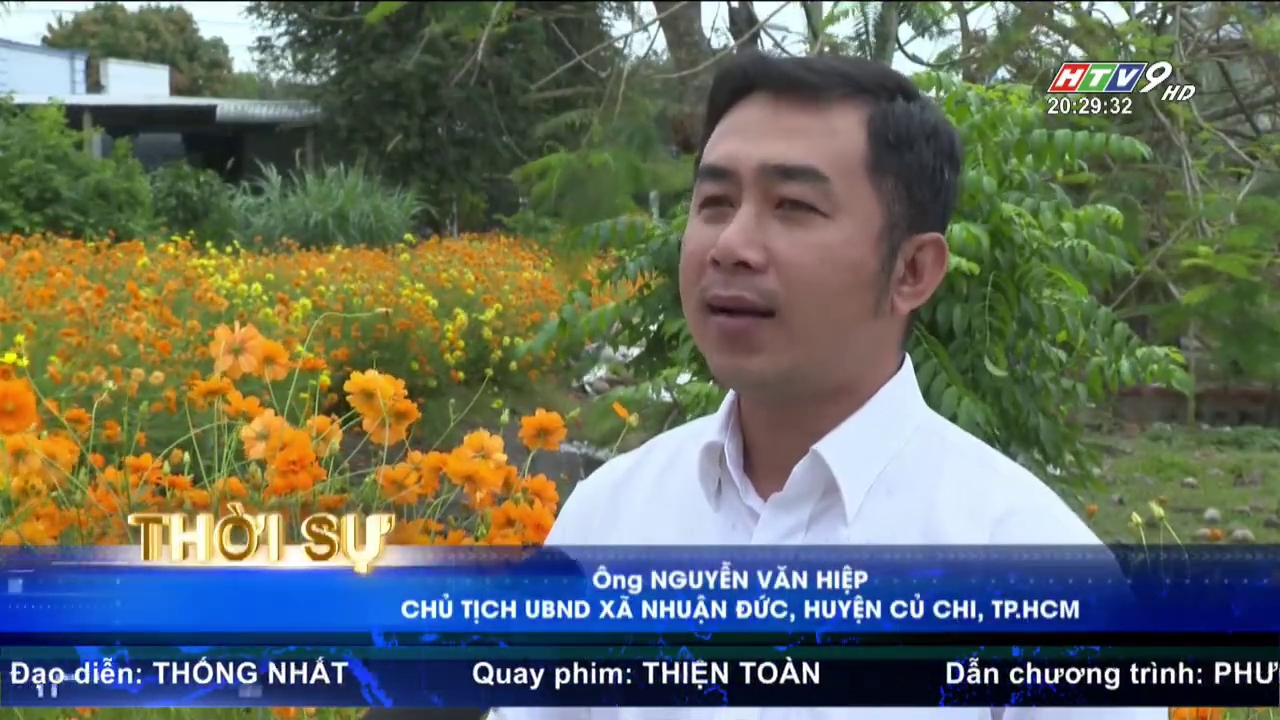 HTV9 HD
20:29:32
THỜI SỰ
Ông NGUYỄN VĂN HIỆP
CHỦ TỊCH UBND XÃ NHUẬN ĐỨC, HUYỆN CỦ CHI, TP.HCM
Đạo diễn: THỐNG NHẤT Quay phim: THIỆN TOÀN Dẫn chương trình: PHƯ